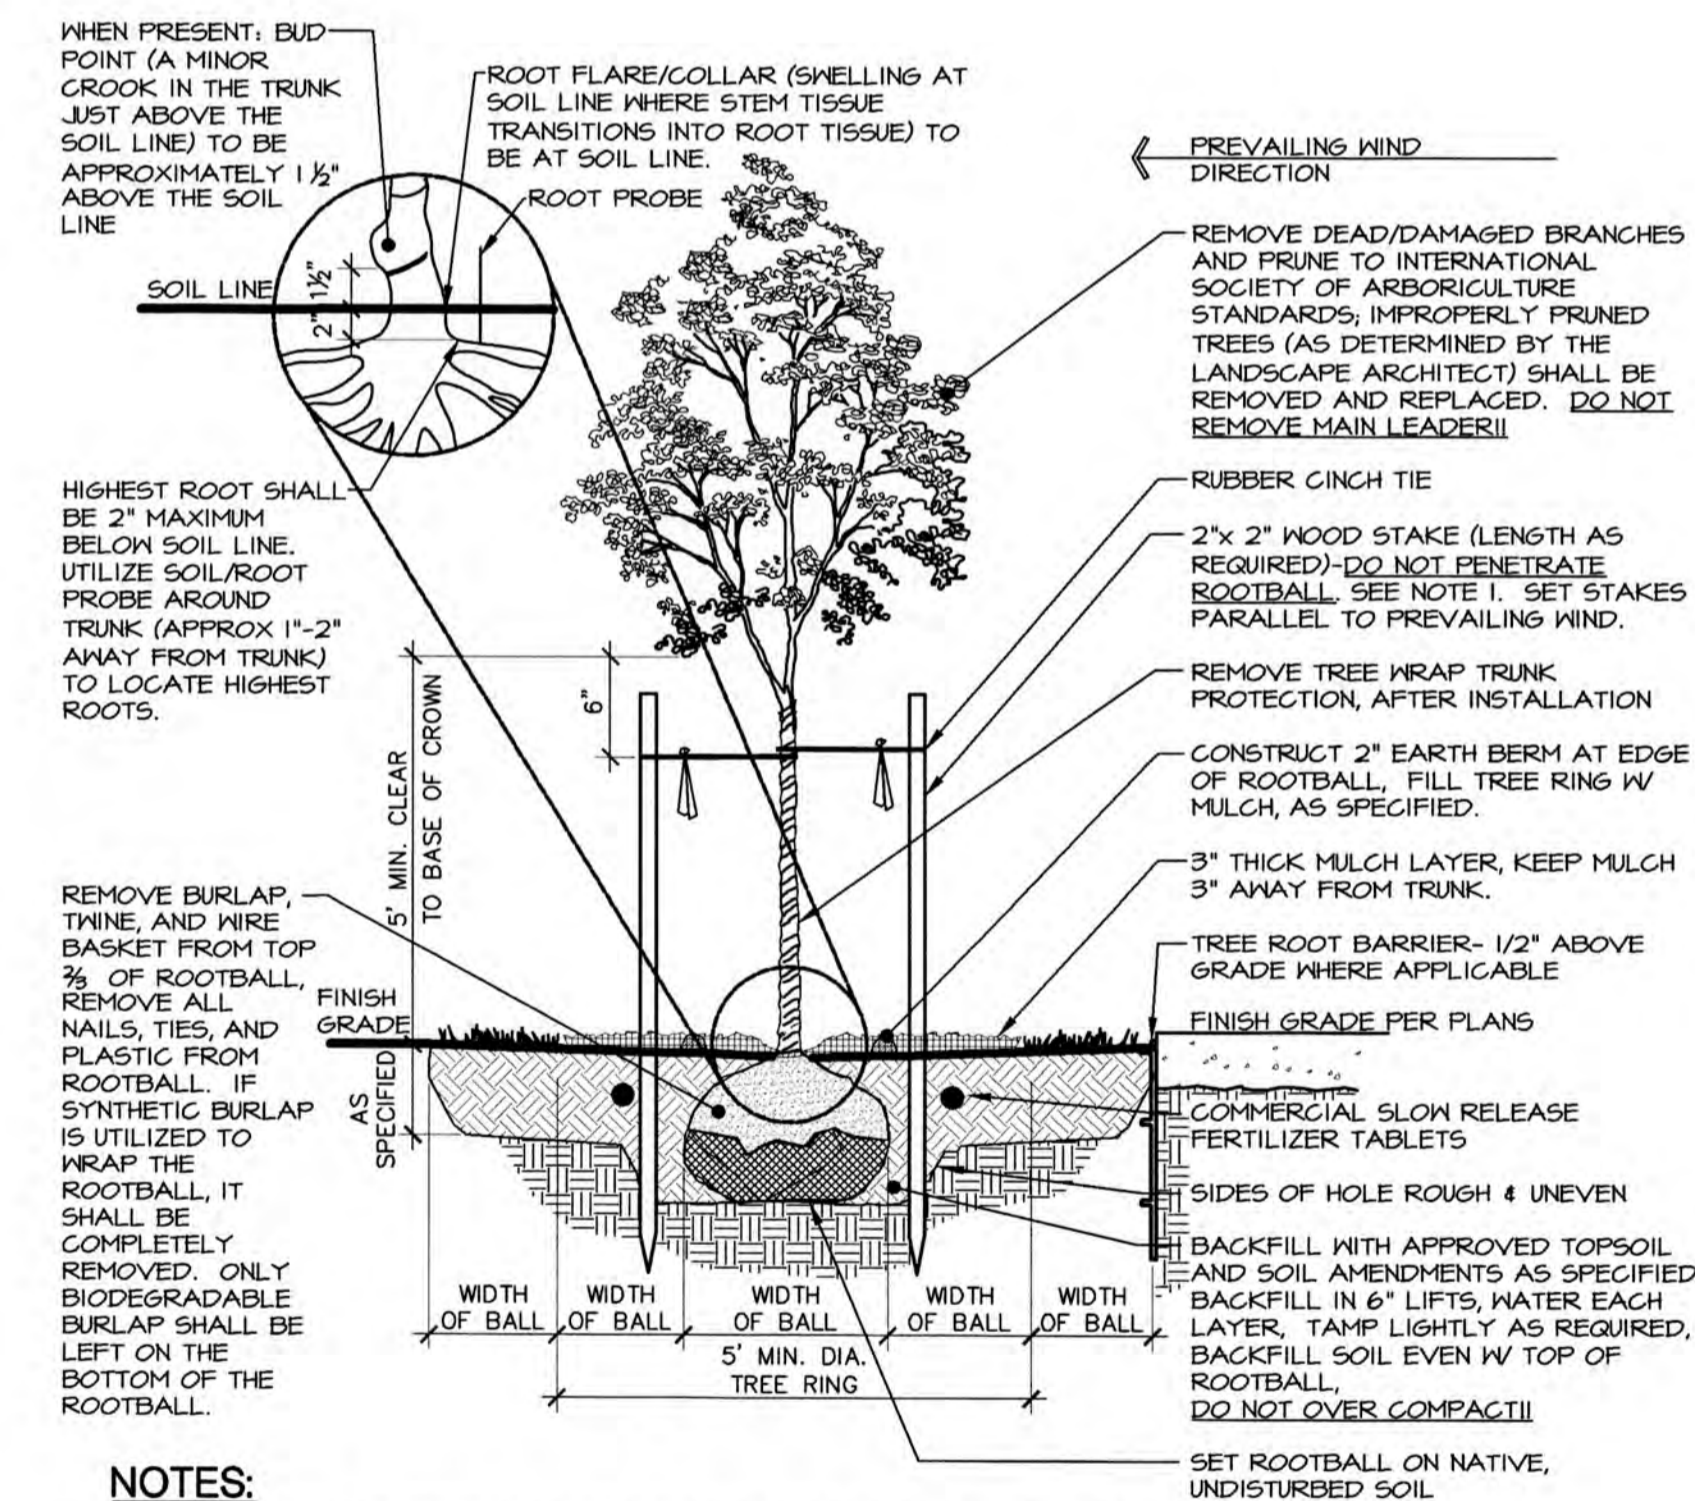 WHEN PRESENT: BUD
POINT (A MINOR
CROOK IN THE TRUNK
JUST ABOVE THE
SOIL LINE) TO BE
APPROXIMATELY 1 ½"
ABOVE THE SOIL
LINE
ROOT FLARE/COLLAR (SWELLING AT
SOIL LINE WHERE STEM TISSUE
TRANSITIONS INTO ROOT TISSUE) TO
BE AT SOIL LINE.
ROOT PROBE
SOIL LINE
1½"
2"
HIGHEST ROOT SHALL
BE 2" MAXIMUM
BELOW SOIL LINE.
UTILIZE SOIL/ROOT
PROBE AROUND
TRUNK (APPROX 1"-2"
AWAY FROM TRUNK)
TO LOCATE HIGHEST
ROOTS.
5' MIN. CLEAR
TO BASE OF CROWN
6"
REMOVE BURLAP,
TWINE, AND WIRE
BASKET FROM TOP
⅔ OF ROOTBALL,
REMOVE ALL
NAILS, TIES, AND
PLASTIC FROM
ROOTBALL. IF
SYNTHETIC BURLAP
IS UTILIZED TO
WRAP THE
ROOTBALL, IT
SHALL BE
COMPLETELY
REMOVED. ONLY
BIODEGRADABLE
BURLAP SHALL BE
LEFT ON THE
BOTTOM OF THE
ROOTBALL.
FINISH
GRADE
AS
SPECIFIED
PREVAILING WIND
DIRECTION
REMOVE DEAD/DAMAGED BRANCHES
AND PRUNE TO INTERNATIONAL
SOCIETY OF ARBORICULTURE
STANDARDS; IMPROPERLY PRUNED
TREES (AS DETERMINED BY THE
LANDSCAPE ARCHITECT) SHALL BE
REMOVED AND REPLACED. DO NOT
REMOVE MAIN LEADER!!
RUBBER CINCH TIE
2"x 2" WOOD STAKE (LENGTH AS
REQUIRED)-DO NOT PENETRATE
ROOTBALL. SEE NOTE 1. SET STAKES
PARALLEL TO PREVAILING WIND.
REMOVE TREE WRAP TRUNK
PROTECTION, AFTER INSTALLATION
CONSTRUCT 2" EARTH BERM AT EDGE
OF ROOTBALL, FILL TREE RING W/
MULCH, AS SPECIFIED.
3" THICK MULCH LAYER, KEEP MULCH
3" AWAY FROM TRUNK.
TREE ROOT BARRIER- 1/2" ABOVE
GRADE WHERE APPLICABLE
FINISH GRADE PER PLANS
COMMERCIAL SLOW RELEASE
FERTILIZER TABLETS
SIDES OF HOLE ROUGH & UNEVEN
BACKFILL WITH APPROVED TOPSOIL
AND SOIL AMENDMENTS AS SPECIFIED
BACKFILL IN 6" LIFTS, WATER EACH
LAYER, TAMP LIGHTLY AS REQUIRED,
BACKFILL SOIL EVEN W/ TOP OF
ROOTBALL,
DO NOT OVER COMPACT!!
SET ROOTBALL ON NATIVE,
UNDISTURBED SOIL
WIDTH
OF BALL
WIDTH
OF BALL
WIDTH
OF BALL
WIDTH
OF BALL
WIDTH
OF BALL
5' MIN. DIA.
TREE RING
NOTES: